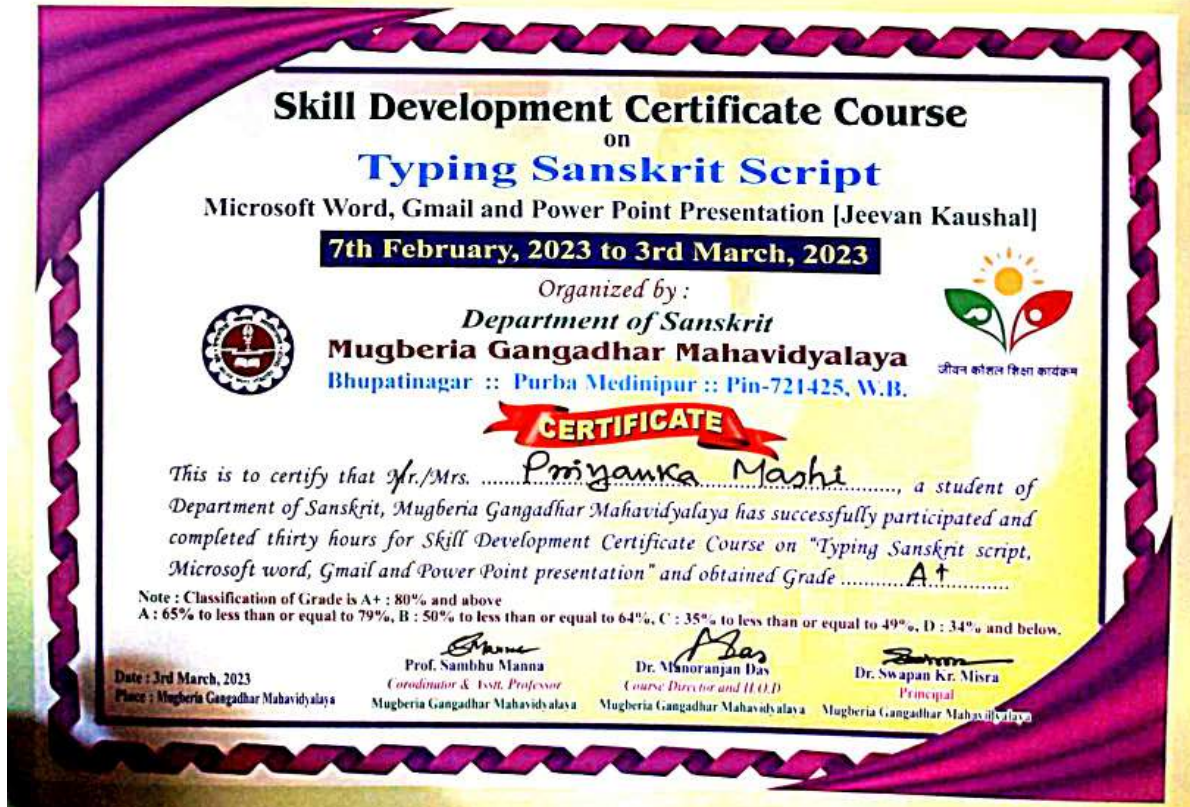 Skill Development Certificate Course
on
Typing Sanskrit Script
Microsoft Word, Gmail and Power Point Presentation [Jeevan Kaushal]
7th February, 2023 to 3rd March, 2023
Organized by :
Department of Sanskrit
Mugberia Gangadhar Mahavidyalaya
Bhupatinagar :: Purba Medinipur :: Pin-721425, W.B.
जीवन कौशल शिक्षा कार्यक्रम
CERTIFICATE
This is to certify that Mr./Mrs. Priyanka Mashi, a student of
Department of Sanskrit, Mugberia Gangadhar Mahavidyalaya has successfully participated and
completed thirty hours for Skill Development Certificate Course on "Typing Sanskrit script,
Microsoft word, Gmail and Power Point presentation" and obtained Grade A+
Note : Classification of Grade is A+ : 80% and above
A : 65% to less than or equal to 79%, B : 50% to less than or equal to 64%, C : 35% to less than or equal to 49%, D : 34% and below.
Prof. Sambhu Manna
Corodinator & Asstt. Professor
Mugberia Gangadhar Mahavidyalaya
Dr. Manoranjan Das
Course Director and H.O.D
Mugberia Gangadhar Mahavidyalaya
Dr. Swapan Kr. Misra
Principal
Mugberia Gangadhar Mahavidyalaya
Date : 3rd March, 2023
Place : Mugberia Gangadhar Mahavidyalaya